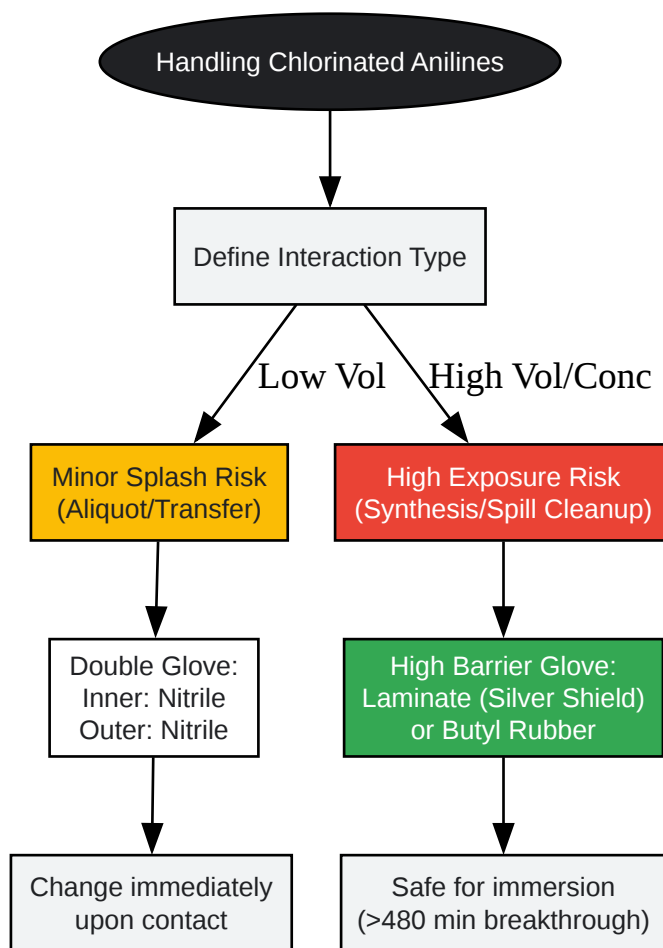 Handling Chlorinated Anilines
Define Interaction Type
Low Vol
High Vol/Conc
Minor Splash Risk
(Aliquot/Transfer)
High Exposure Risk
(Synthesis/Spill Cleanup)
Double Glove:
Inner: Nitrile
Outer: Nitrile
High Barrier Glove:
Laminate (Silver Shield)
or Butyl Rubber
Change immediately
upon contact
Safe for immersion
(>480 min breakthrough)